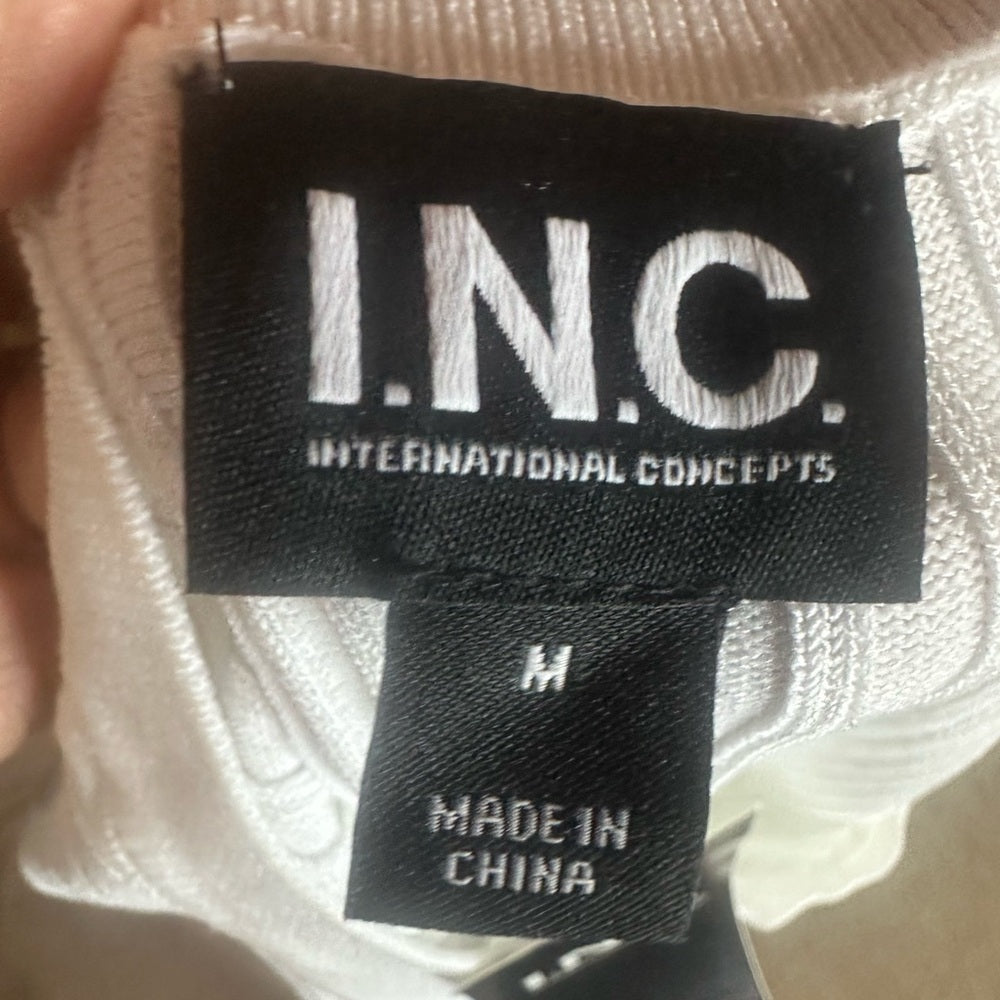 I.N.C.
INTERNATIONAL CONCEPTS
M
MADE IN
CHINA